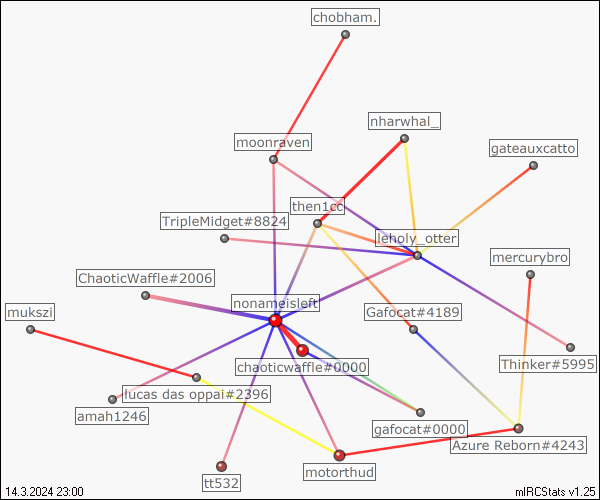 chobham.
nharwhal_
moonraven
gateauxcatto
then1cc
TripleMidget#8824
leholy_otter
mercurybro
ChaoticWaffle#2006
nonameisleft
mukszi
Gafocat#4189
chaoticwaffle#0000
Thinker#5995
lucas das oppai#2396
amah1246
gafocat#0000
Azure Reborn#4243
motorthud
tt532
14.3.2024 23:00
mIRCStats v1.25